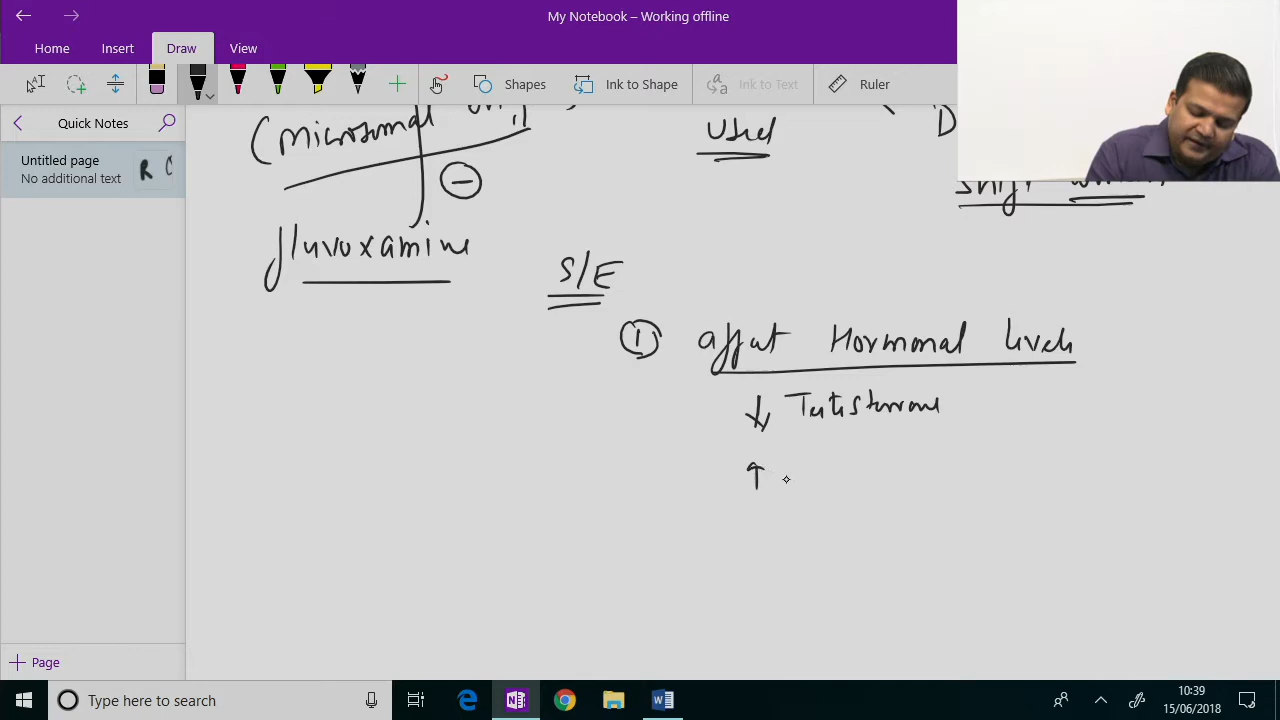 My Notebook – Working offline
Home Insert Draw View
Shapes Ink to Shape Ink to Text Ruler
Quick Notes
Untitled page
No additional text
R
(Microsomal
Used
D
Shift
fluvoxamine
S/E
① affect Hormonal levels
↓ Testosterone
↑
+ Page
Type here to search
10:39
15/06/2018